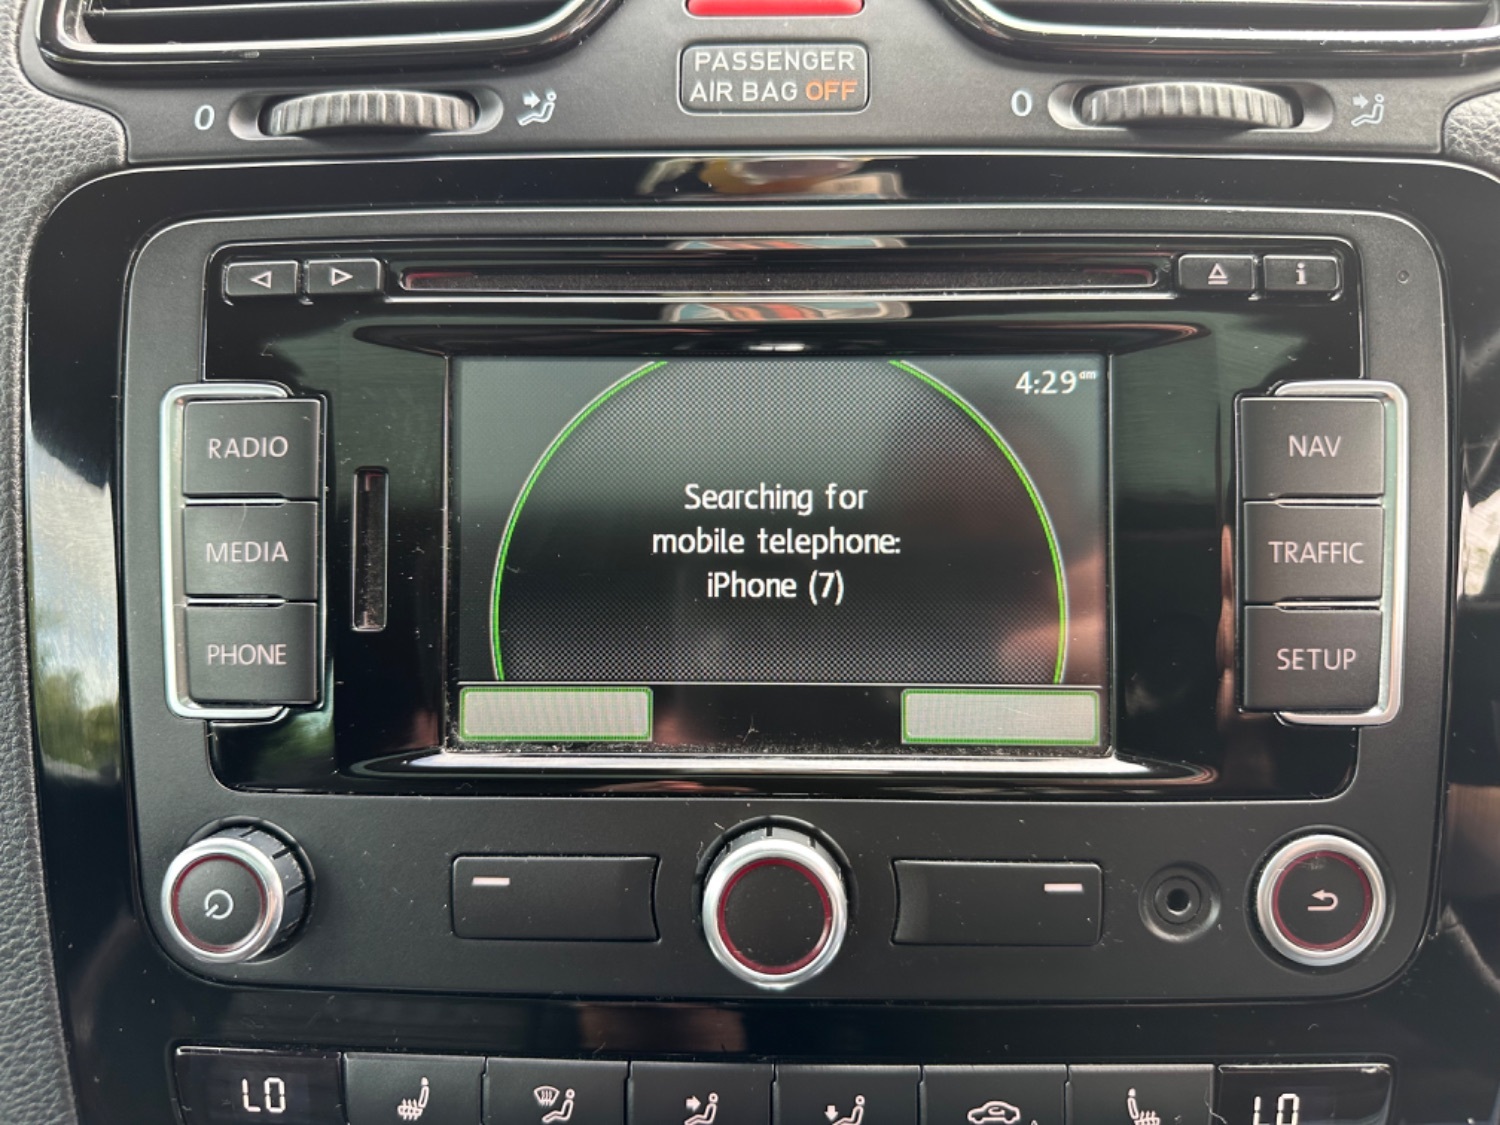 PASSENGER
AIR BAG OFF
0
0
i
4:29am
RADIO
NAV
Searching for
mobile telephone:
iPhone (7)
MEDIA
TRAFFIC
PHONE
SETUP
LO
LO